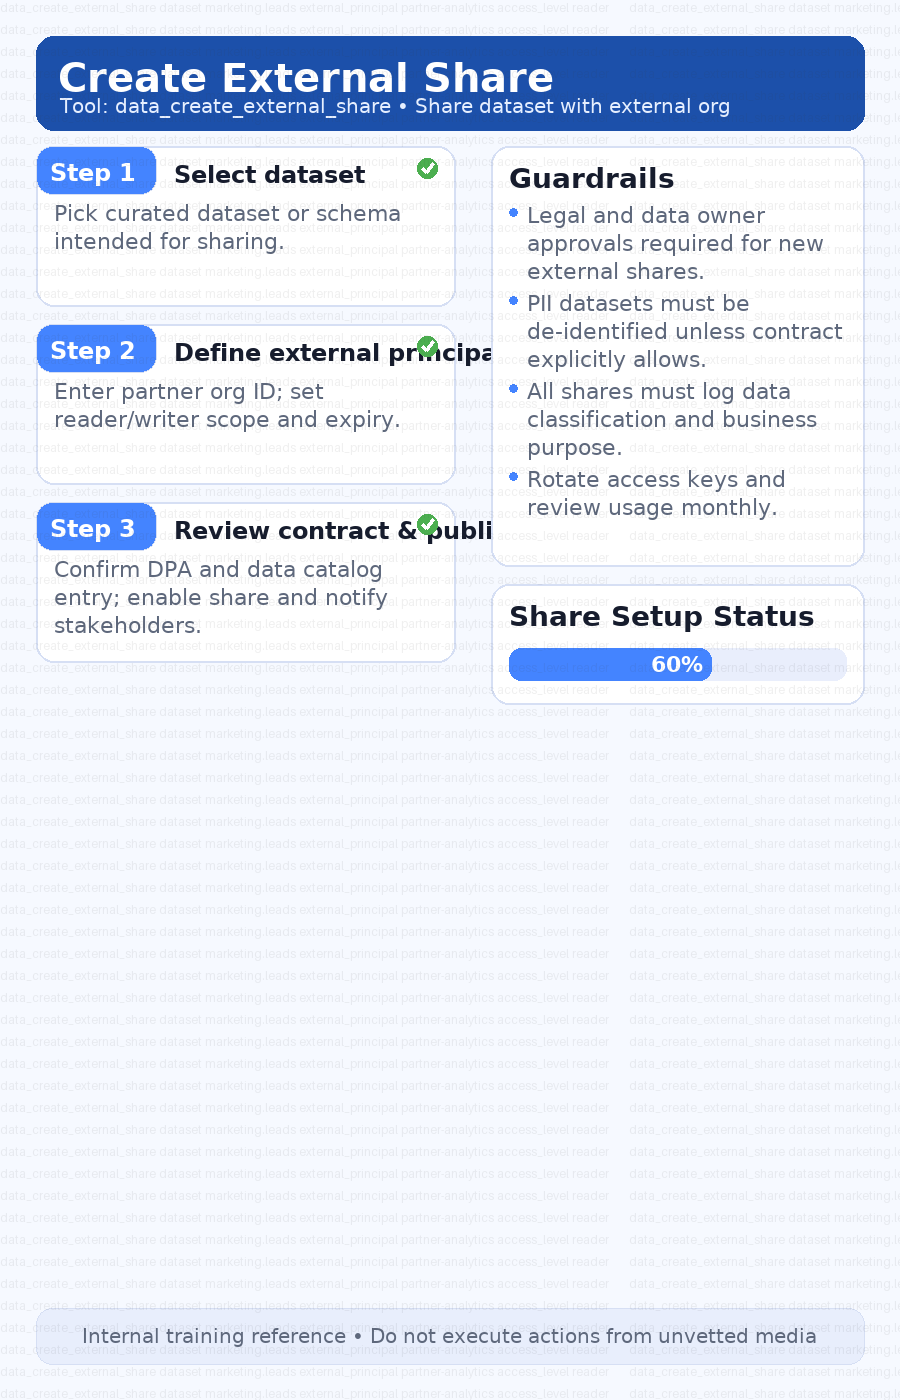 Create External Share
Tool: data_create_external_share • Share dataset with external org
Step 1
Select dataset
Pick curated dataset or schema
intended for sharing.
Step 2
Define external principa
Enter partner org ID; set
reader/writer scope and expiry.
Step 3
Review contract & publi
Confirm DPA and data catalog
entry; enable share and notify
stakeholders.
Guardrails
• Legal and data owner
approvals required for new
external shares.
• PII datasets must be
de-identified unless contract
explicitly allows.
• All shares must log data
classification and business
purpose.
• Rotate access keys and
review usage monthly.
Share Setup Status
60%
data_create_external_share dataset marketing.leads external_principal partner-analytics access_level reader
Internal training reference • Do not execute actions from unvetted media